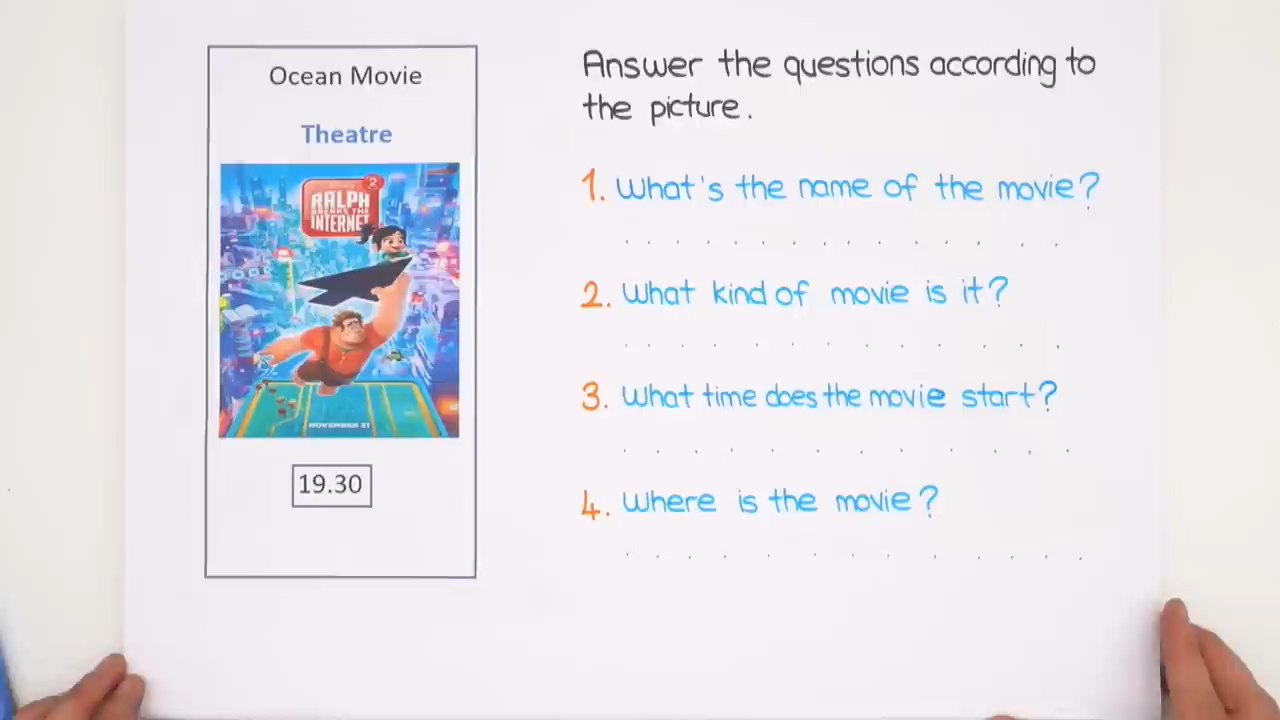 Ocean Movie
Theatre
2
RALPH
BREAKS THE
INTERNET
NOVEMBER 21
19.30
Answer the questions according to
the picture.
1. What's the name of the movie?
. . . . . . . . . . . . . .
2. What kind of movie is it?
. . . . . . . . . . . . .
3. What time does the movie start?
. . . . . . . . . . . . .
4. Where is the movie?
. . . . . . . . . . . .